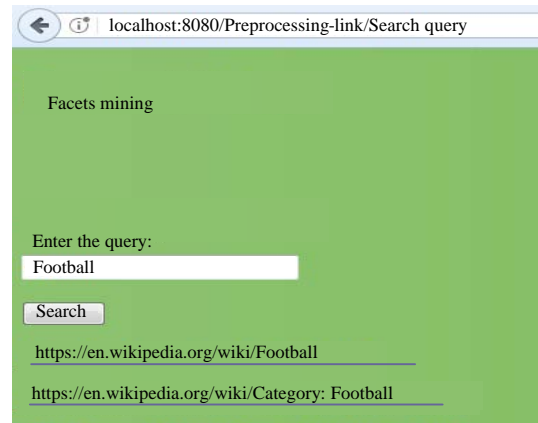 localhost:8080/Preprocessing-link/Search query
Facets mining
Enter the query:
Football
Search
https://en.wikipedia.org/wiki/Football
https://en.wikipedia.org/wiki/Category: Football